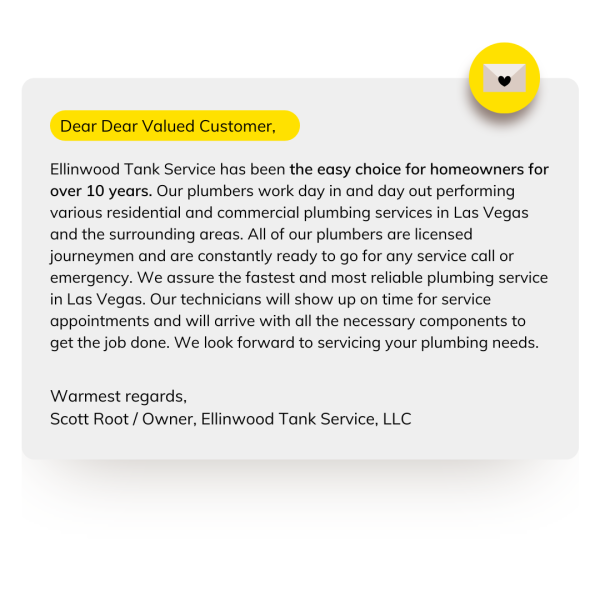 Dear Dear Valued Customer,
Ellinwood Tank Service has been the easy choice for homeowners for
over 10 years. Our plumbers work day in and day out performing
various residential and commercial plumbing services in Las Vegas
and the surrounding areas. All of our plumbers are licensed
journeymen and are constantly ready to go for any service call or
emergency. We assure the fastest and most reliable plumbing service
in Las Vegas. Our technicians will show up on time for service
appointments and will arrive with all the necessary components to
get the job done. We look forward to servicing your plumbing needs.
Warmest regards,
Scott Root / Owner, Ellinwood Tank Service, LLC